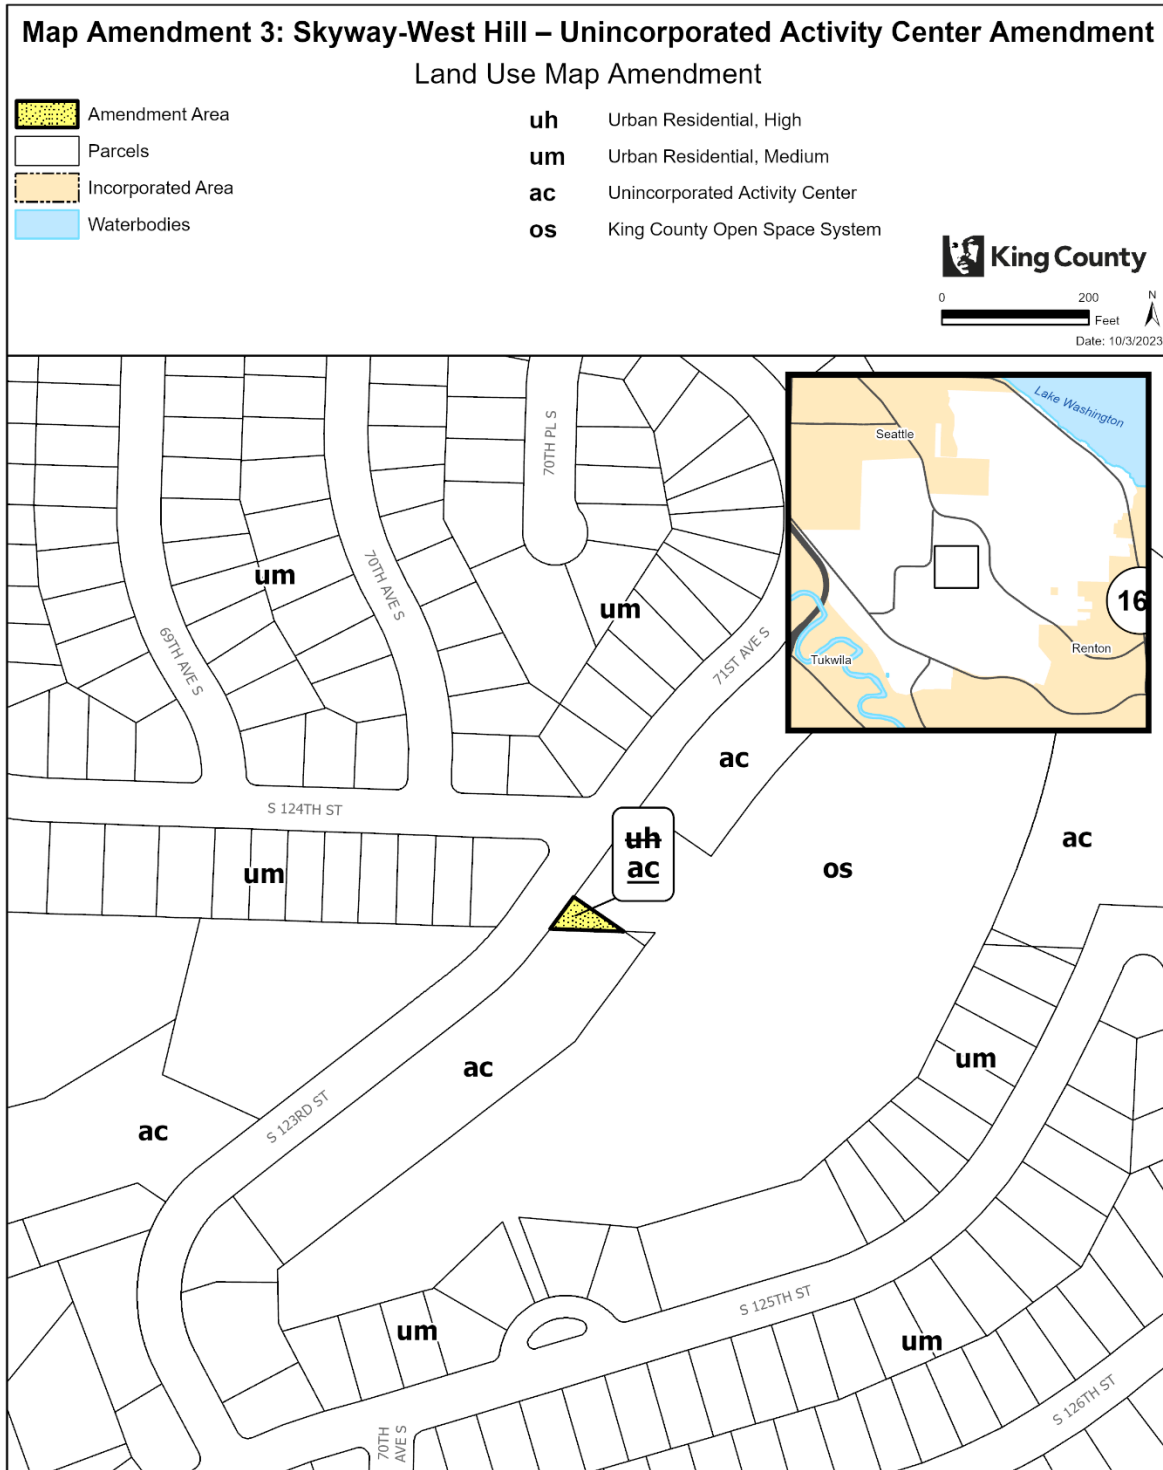 Map Amendment 3: Skyway-West Hill – Unincorporated Activity Center Amendment
Land Use Map Amendment
Amendment Area
Parcels
Incorporated Area
Waterbodies
uh Urban Residential, High
um Urban Residential, Medium
ac Unincorporated Activity Center
os King County Open Space System
King County
0 200
Feet
N
Date: 10/3/2023
Lake Washington
Seattle
16
Renton
Tukwila
70TH PL S
um
70TH AVE S
um
69TH AVE S
71ST AVE S
ac
S 124TH ST
uh
ac
ac
um
os
um
ac
S 123RD ST
ac
S 125TH ST
um
um
S 126TH ST
70TH
AVE S